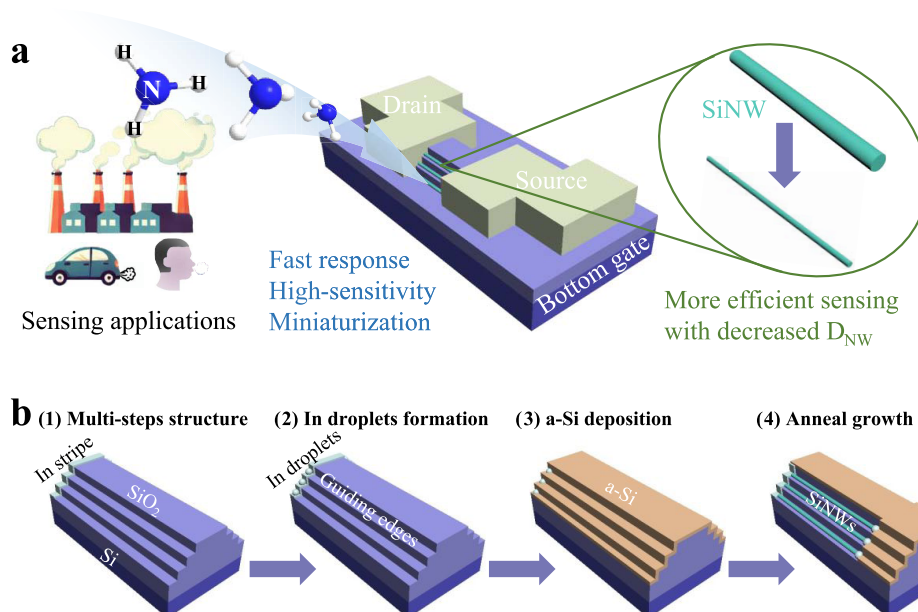 a
H
N
H
H
Drain
Source
Bottom gate
SiNW
Fast response
High-sensitivity
Miniaturization
Sensing applications
More efficient sensing
with decreased D_NW
b
(1) Multi-steps structure
(2) In droplets formation
(3) a-Si deposition
(4) Anneal growth
In stripe
SiO₂
Si
In droplets
Guiding edges
a-Si
SiNWs